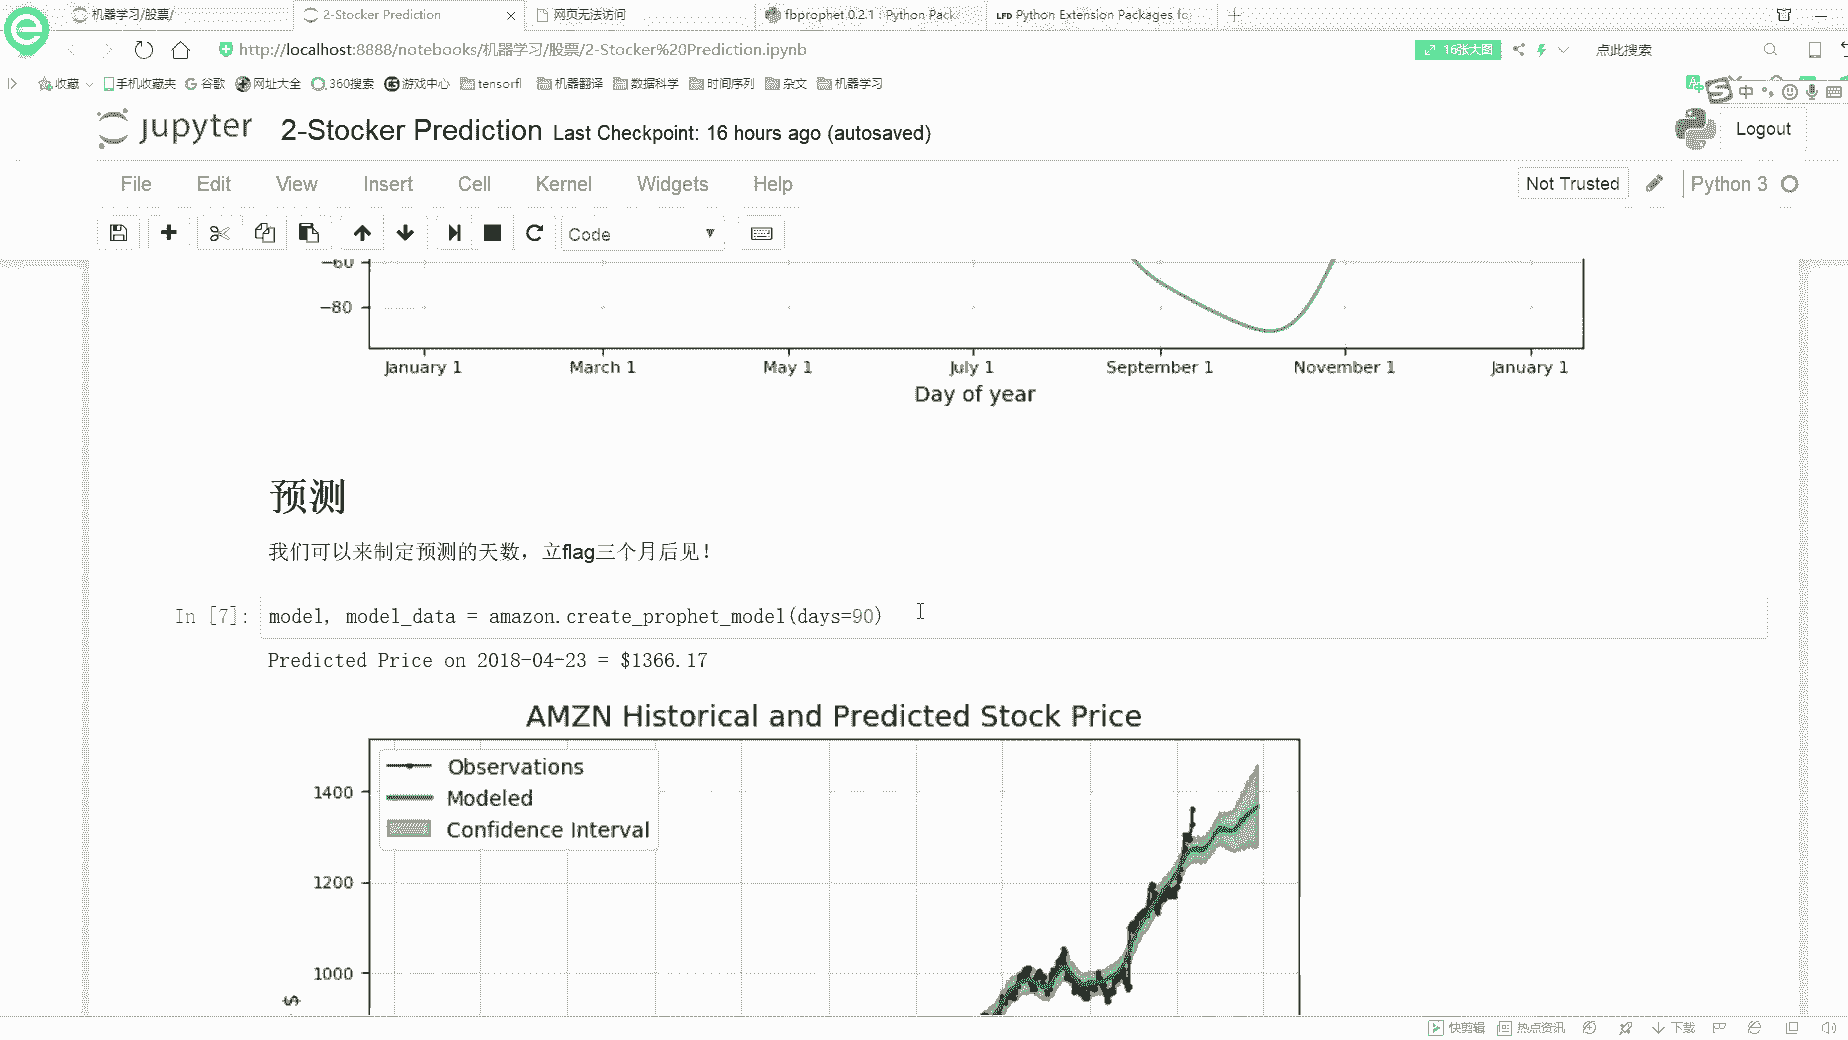 机器学习/股票/
2-Stocker Prediction
网页无法访问
fbprophet 0.2.1 : Python Pack
LFD Python Extension Packages fo
http://localhost:8888/notebooks/机器学习/股票/2-Stocker%20Prediction.ipynb
16张大图
点此搜索
收藏 手机收藏夹 谷歌 网址大全 360搜索 游戏中心 tensorfl 机器翻译 数据科学 时间序列 杂文 机器学习
中
jupyter 2-Stocker Prediction Last Checkpoint: 16 hours ago (autosaved)
Logout
File Edit View Insert Cell Kernel Widgets Help
Not Trusted
Python 3
Code
−60
−80
January 1 March 1 May 1 July 1 September 1 November 1 January 1
Day of year
预测
我们可以来制定预测的天数，立flag三个月后见！
In [7]: model, model_data = amazon.create_prophet_model(days=90)
Predicted Price on 2018-04-23 = $1366.17
AMZN Historical and Predicted Stock Price
Observations
Modeled
Confidence Interval
1400
1200
1000
$
快剪辑 热点资讯 下载